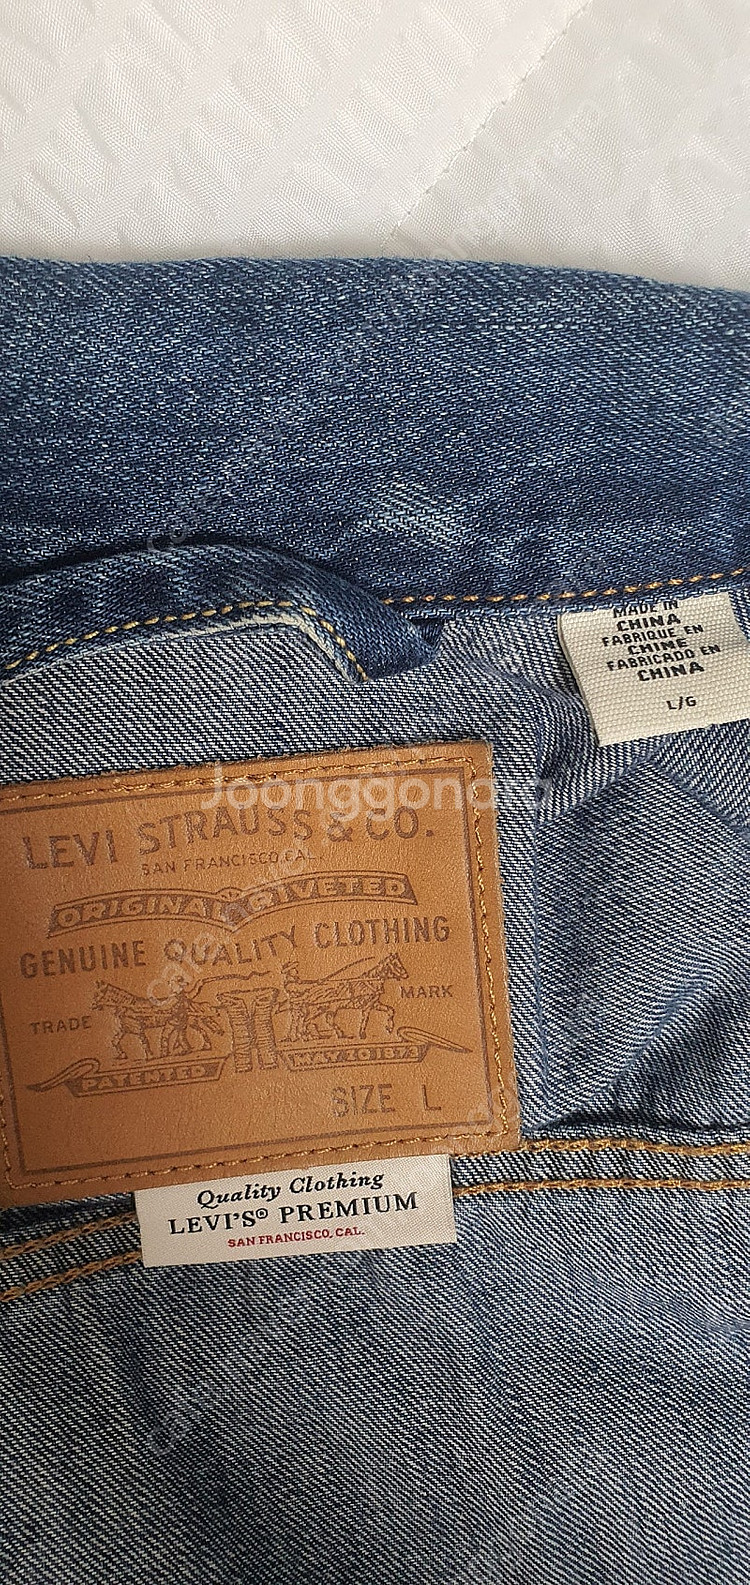 MADE IN
CHINA
FABRIQUE EN
CHINE
FABRICADO EN
CHINA
L/G
Joonggonara
LEVI STRAUSS & CO.
SAN FRANCISCO, CAL.
ORIGINAL RIVETED
GENUINE QUALITY CLOTHING
TRADE MARK
PATENTED MAY 20 1873
SIZE L
Quality Clothing
LEVI'S® PREMIUM
SAN FRANCISCO, CAL.